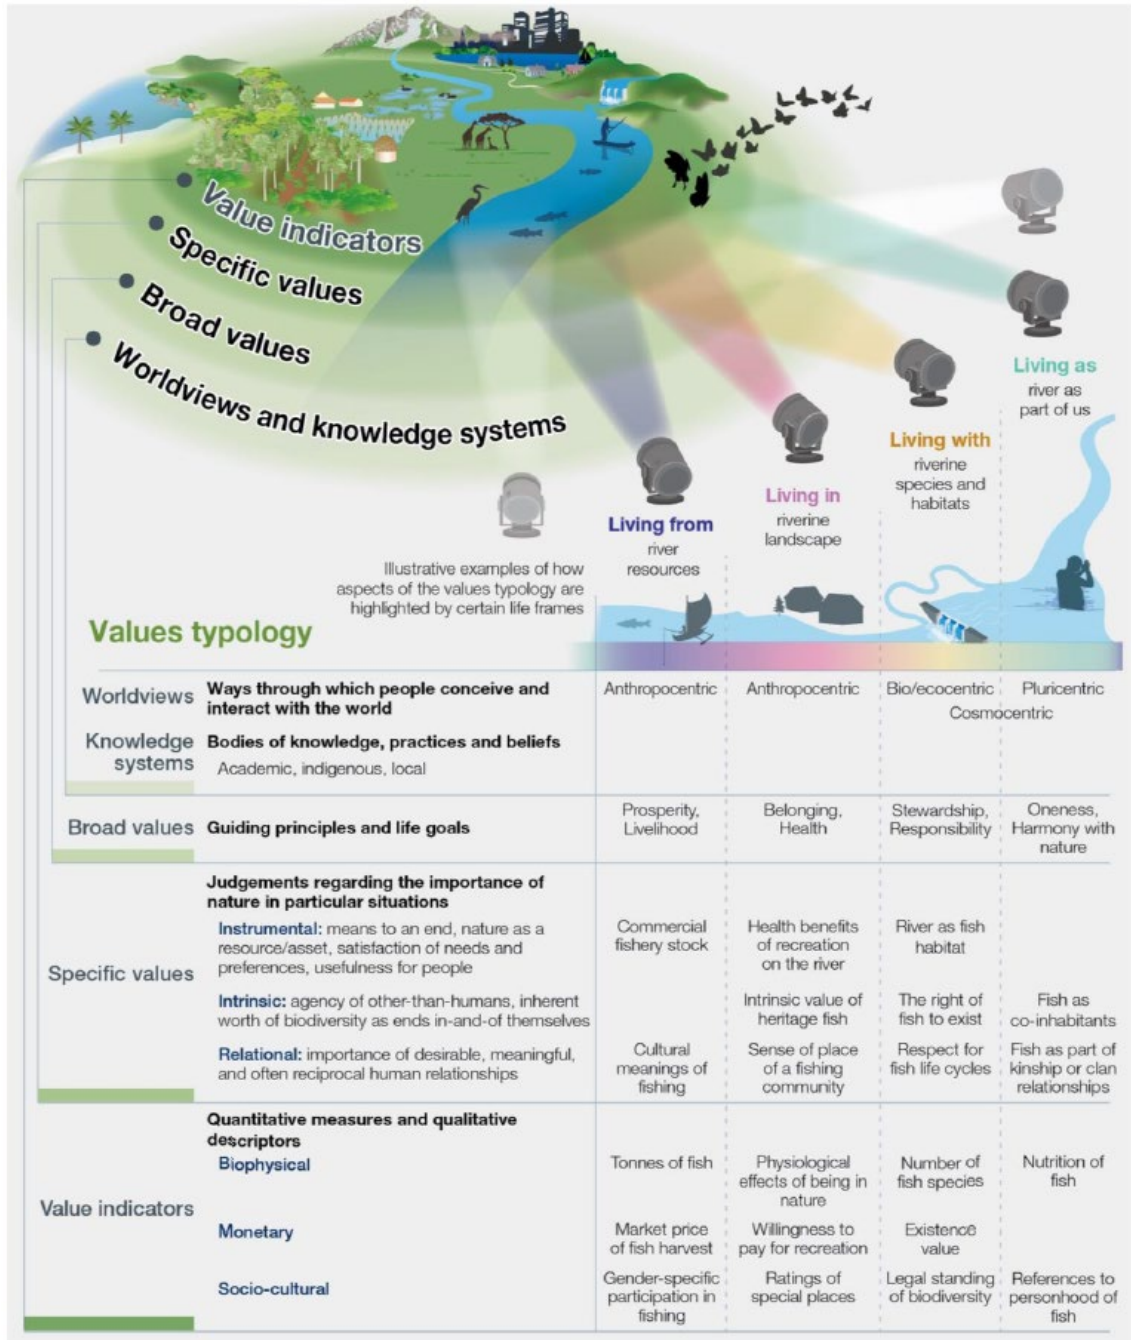 Value indicators
Specific values
Broad values
Worldviews and knowledge systems
Living as
river as
part of us
Living with
riverine
species and
habitats
Living in
riverine
landscape
Living from
river
resources
Illustrative examples of how
aspects of the values typology are
highlighted by certain life frames
Values typology
Worldviews
Ways through which people conceive and
interact with the world
Anthropocentric
Anthropocentric
Bio/ecocentric
Pluricentric
Cosmocentric
Knowledge
systems
Bodies of knowledge, practices and beliefs
Academic, indigenous, local
Broad values
Guiding principles and life goals
Prosperity,
Livelihood
Belonging,
Health
Stewardship,
Responsibility
Oneness,
Harmony with
nature
Specific values
Judgements regarding the importance of
nature in particular situations
Instrumental: means to an end, nature as a
resource/asset, satisfaction of needs and
preferences, usefulness for people
Commercial
fishery stock
Health benefits
of recreation
on the river
River as fish
habitat
Intrinsic: agency of other-than-humans, inherent
worth of biodiversity as ends in-and-of themselves
Intrinsic value of
heritage fish
The right of
fish to exist
Fish as
co-inhabitants
Relational: importance of desirable, meaningful,
and often reciprocal human relationships
Cultural
meanings of
fishing
Sense of place
of a fishing
community
Respect for
fish life cycles
Fish as part of
kinship or clan
relationships
Value indicators
Quantitative measures and qualitative
descriptors
Biophysical
Tonnes of fish
Physiological
effects of being in
nature
Number of
fish species
Nutrition of
fish
Monetary
Market price
of fish harvest
Willingness to
pay for recreation
Existence
value
Socio-cultural
Gender-specific
participation in
fishing
Ratings of
special places
Legal standing
of biodiversity
References to
personhood of
fish